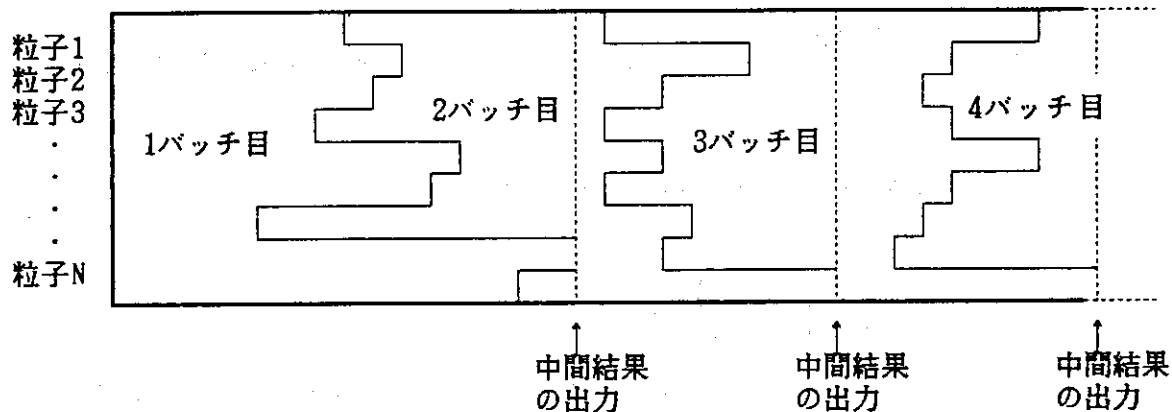 粒子1
粒子2
粒子3
・
・
・
・
粒子N
1バッチ目
2バッチ目
3バッチ目
4バッチ目
中間結果
の出力
中間結果
の出力
中間結果
の出力